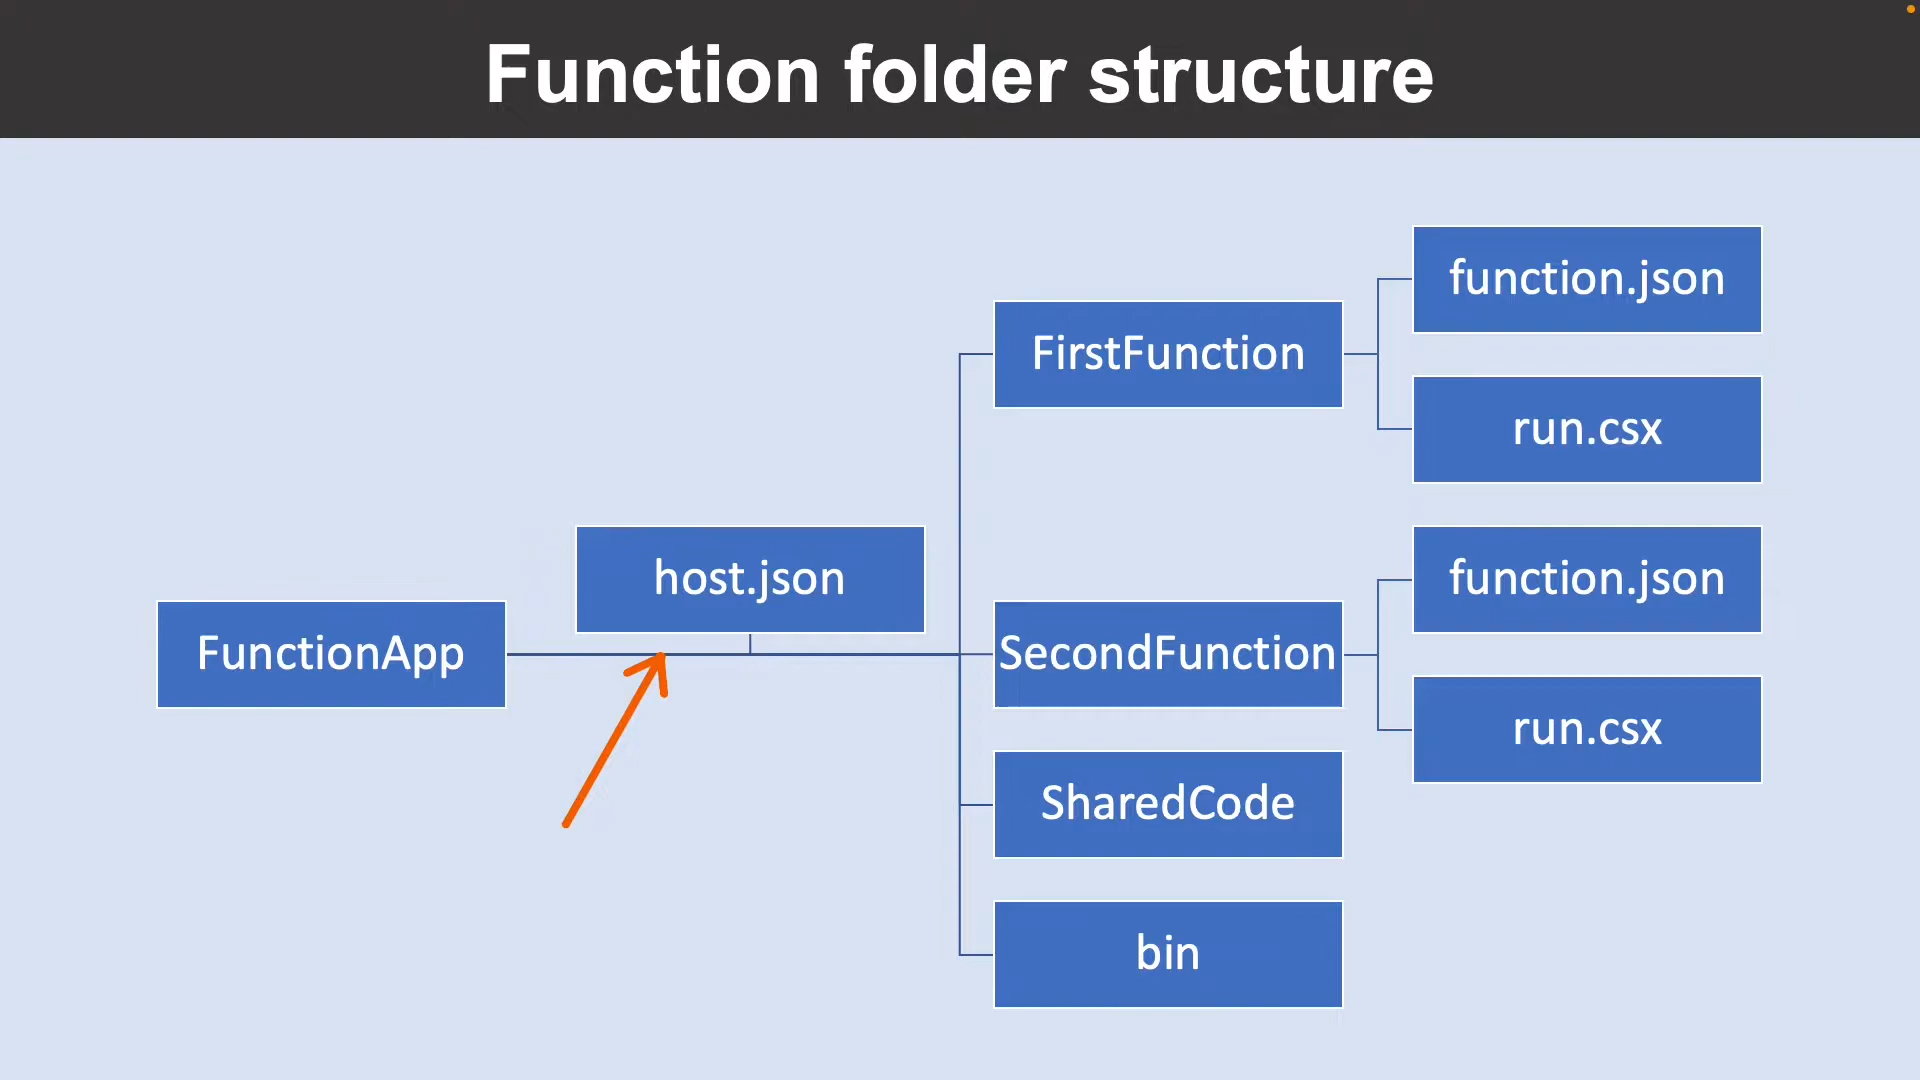 Function folder structure
FunctionApp
host.json
FirstFunction
function.json
run.csx
SecondFunction
function.json
run.csx
SharedCode
bin